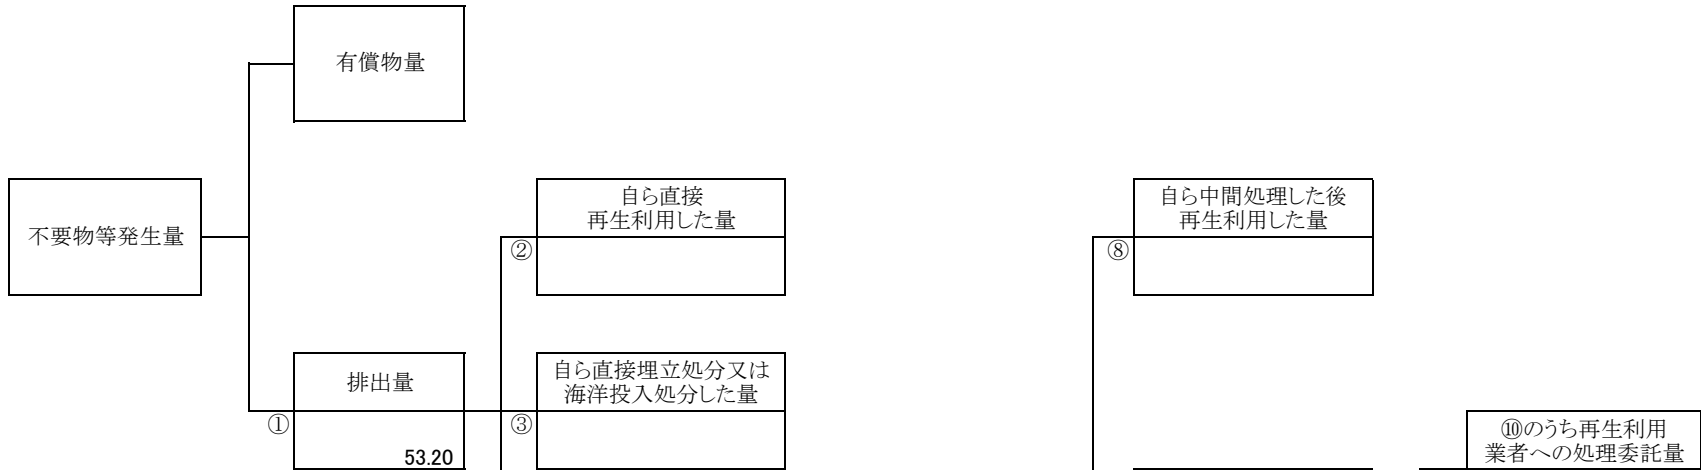 有償物量
不要物等発生量
自ら直接
再生利用した量
②
自ら中間処理した後
再生利用した量
⑧
排出量
①
53.20
自ら直接埋立処分又は
海洋投入処分した量
③
⑩のうち再生利用
業者への処理委託量